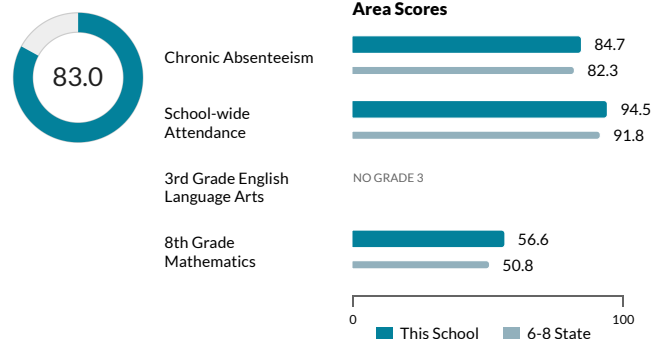 Area Scores
83.0
Chronic Absenteeism
84.7
82.3
School-wide
Attendance
94.5
91.8
3rd Grade English
Language Arts
NO GRADE 3
8th Grade
Mathematics
56.6
50.8
0
100
This School
6-8 State